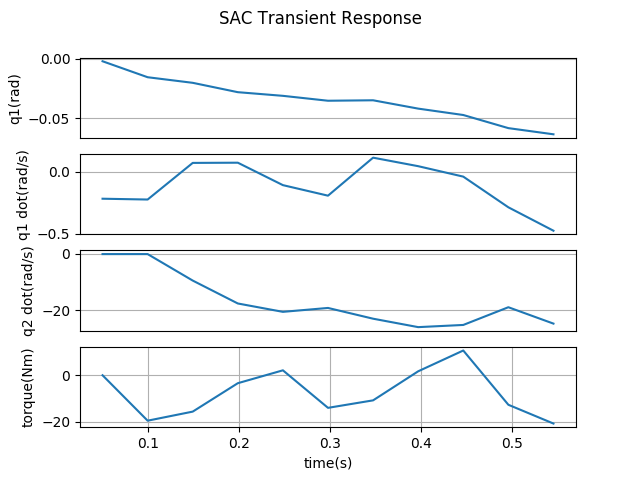 SAC Transient Response
0.00
−0.05
q1(rad)
0.0
−0.5
q1 dot(rad/s)
0
−20
q2 dot(rad/s)
0
−20
torque(Nm)
0.1 0.2 0.3 0.4 0.5
time(s)